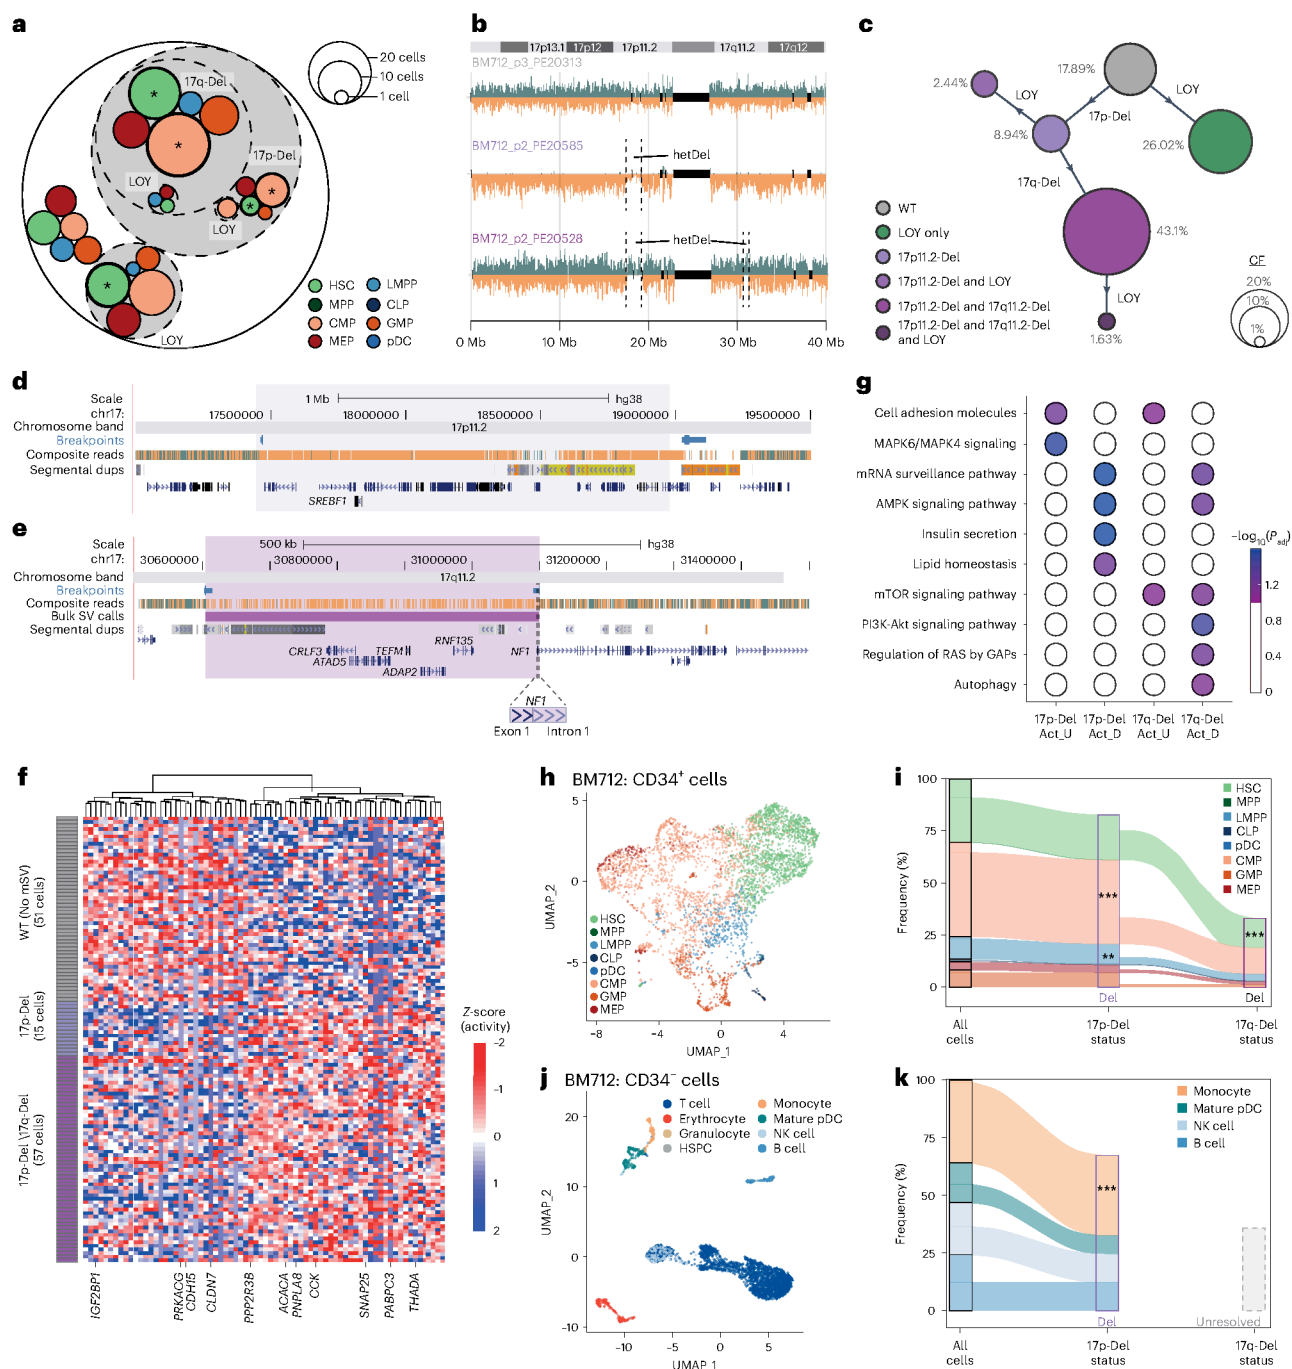 a
17q-Del
*
*
17p-Del
LOY
*
*
LOY
*
LOY
20 cells
10 cells
1 cell
HSC
MPP
CMP
MEP
LMPP
CLP
GMP
pDC
b
17p13.1 17p12 17p11.2 17q11.2 17q12
BM712_p3_PE20313
BM712_p2_PE20585
hetDel
BM712_p2_PE20528
hetDel
0 Mb 10 Mb 20 Mb 30 Mb 40 Mb
c
2.44%
LOY
17.89%
LOY
17p-Del
8.94%
26.02%
17q-Del
43.1%
LOY
1.63%
WT
LOY only
17p11.2-Del
17p11.2-Del and LOY
17p11.2-Del and 17q11.2-Del
17p11.2-Del and 17q11.2-Del
and LOY
CF
20%
10%
1%
d
Scale 1 Mb hg38
chr17: 17500000 18000000 18500000 19000000 19500000
Chromosome band 17p11.2
Breakpoints
Composite reads
Segmental dups
SREBF1
e
Scale 500 kb hg38
chr17: 30600000 30800000 31000000 31200000 31400000
Chromosome band 17q11.2
Breakpoints
Composite reads
Bulk SV calls
Segmental dups
RNF135
CRLF3 TEFM NF1
ATAD5
ADAP2
NF1
Exon 1 Intron 1
g
Cell adhesion molecules
MAPK6/MAPK4 signaling
mRNA surveillance pathway
AMPK signaling pathway
Insulin secretion
Lipid homeostasis
mTOR signaling pathway
PI3K-Akt signaling pathway
Regulation of RAS by GAPs
Autophagy
17p-Del 17p-Del 17q-Del 17q-Del
Act_U Act_D Act_U Act_D
–log10(Padj)
1.2
0.8
0.4
0
f
WT (No mSV)
(51 cells)
17p-Del
(15 cells)
17p-Del \17q-Del
(57 cells)
IGF2BP1
PRKACG
CDH15
CLDN7
PPP2R3B
ACACA
PNPLA8
CCK
SNAP25
PABPC3
THADA
Z-score
(activity)
–2
–1
0
1
2
h BM712: CD34+ cells
5
0
–5
UMAP_2
HSC
MPP
LMPP
CLP
pDC
CMP
GMP
MEP
–8 –4 0 4
UMAP_1
i
100
75
50
25
0
Frequency (%)
***
**
***
Del
Del
All
cells
17p-Del
status
17q-Del
status
HSC
MPP
LMPP
CLP
pDC
CMP
GMP
MEP
j BM712: CD34– cells
T cell
Erythrocyte
Granulocyte
HSPC
Monocyte
Mature pDC
NK cell
B cell
20
10
0
–10
UMAP_2
–10 –5 0 5
UMAP_1
k
100
75
50
25
0
Frequency (%)
***
Monocyte
Mature pDC
NK cell
B cell
Del
Unresolved
All
cells
17p-Del
status
17q-Del
status